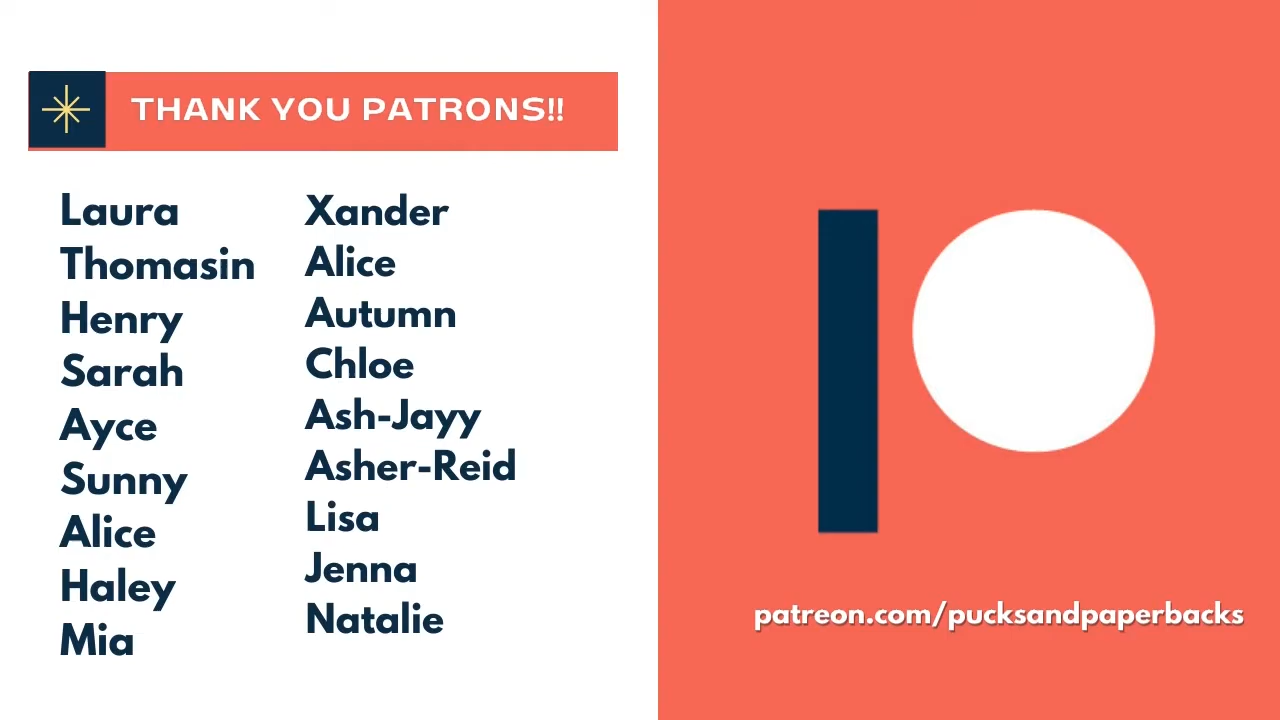 THANK YOU PATRONS!!
Laura
Thomasin
Henry
Sarah
Ayce
Sunny
Alice
Haley
Mia
Xander
Alice
Autumn
Chloe
Ash-Jayy
Asher-Reid
Lisa
Jenna
Natalie
patreon.com/pucksandpaperbacks